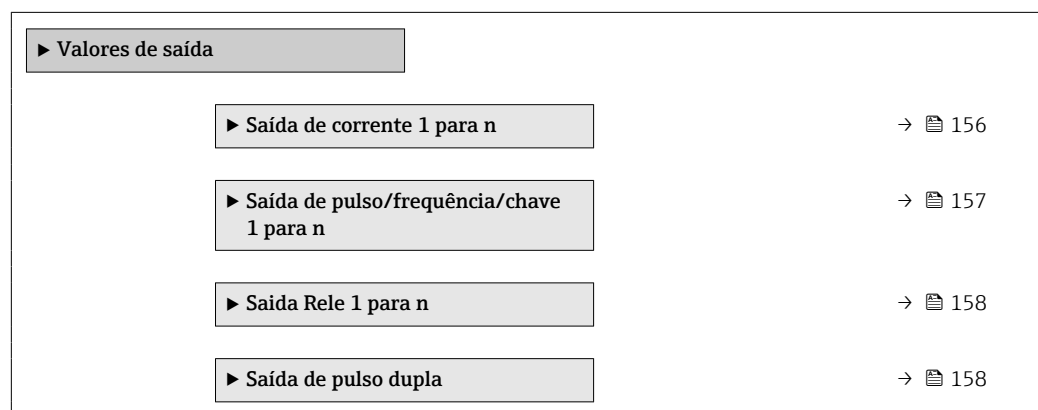 ► Valores de saída
► Saída de corrente 1 para n → 156
► Saída de pulso/frequência/chave → 157
1 para n
► Saida Rele 1 para n → 158
► Saída de pulso dupla → 158